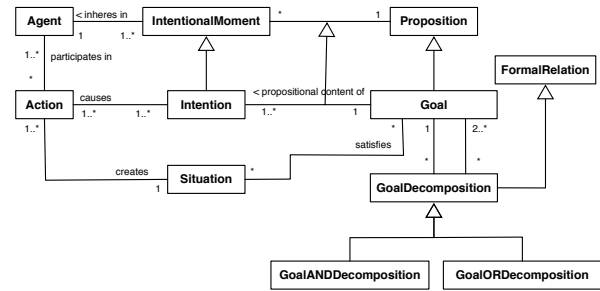 Agent
< inheres in
1
1..*
IntentionalMoment
*
1
Proposition
1..*
participates in
*
FormalRelation
Action
causes
1..*
1..*
Intention
< propositional content of
1..*
1
Goal
1..*
*
1
2..*
satisfies
creates
1
Situation
*
*
*
GoalDecomposition
GoalANDDecomposition
GoalORDecomposition